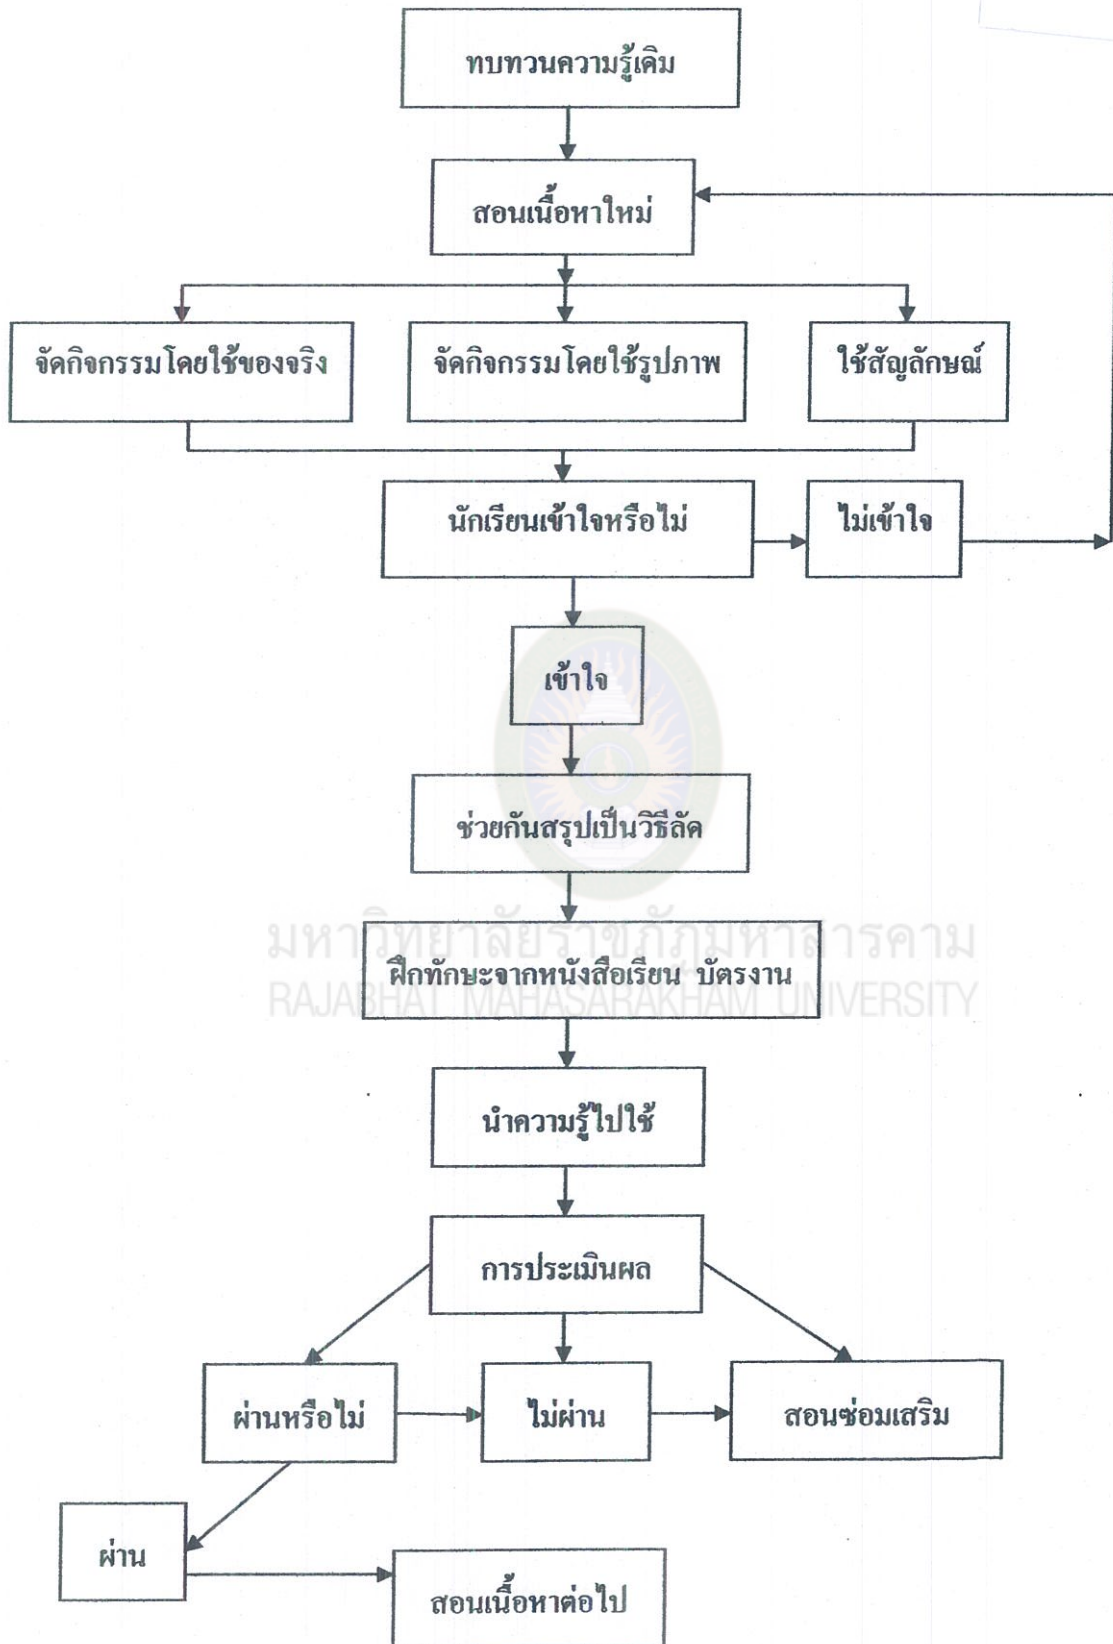 ทบทวนความรู้เดิม
สอนเนื้อหาใหม่
จัดกิจกรรมโดยใช้ของจริง
จัดกิจกรรมโดยใช้รูปภาพ
ใช้สัญลักษณ์
นักเรียนเข้าใจหรือไม่
ไม่เข้าใจ
เข้าใจ
ช่วยกันสรุปเป็นวิธีลัด
มหาวิทยาลัยราชภัฏมหาสารคาม
ฝึกทักษะจากหนังสือเรียน บัตรงาน
RAJABHAT MAHASARAKHAM UNIVERSITY
นำความรู้ไปใช้
การประเมินผล
ผ่านหรือไม่
ไม่ผ่าน
สอนซ่อมเสริม
ผ่าน
สอนเนื้อหาต่อไป